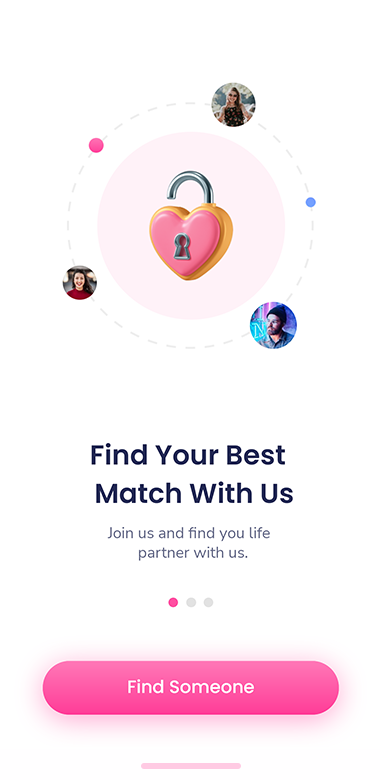 Find Your Best
Match With Us
Join us and find you life
partner with us.
Find Someone